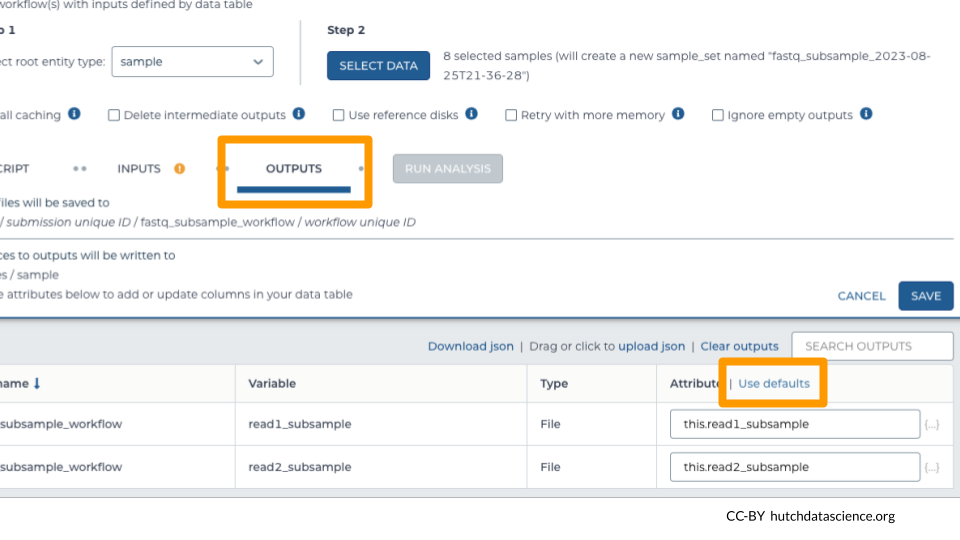 workflow(s) with inputs defined by data table
p 1
Step 2
ect root entity type:
sample
SELECT DATA
8 selected samples (will create a new sample_set named "fastq_subsample_2023-08-
25T21-36-28")
all caching
Delete intermediate outputs
Use reference disks
Retry with more memory
Ignore empty outputs
CRIPT
INPUTS
OUTPUTS
RUN ANALYSIS
files will be saved to
/ submission unique ID / fastq_subsample_workflow / workflow unique ID
ces to outputs will be written to
es / sample
e attributes below to add or update columns in your data table
CANCEL
SAVE
Download json | Drag or click to upload json | Clear outputs
SEARCH OUTPUTS
name
Variable
Type
Attribute | Use defaults
subsample_workflow
read1_subsample
File
this.read1_subsample
{...}
subsample_workflow
read2_subsample
File
this.read2_subsample
{...}
CC-BY hutchdatascience.org